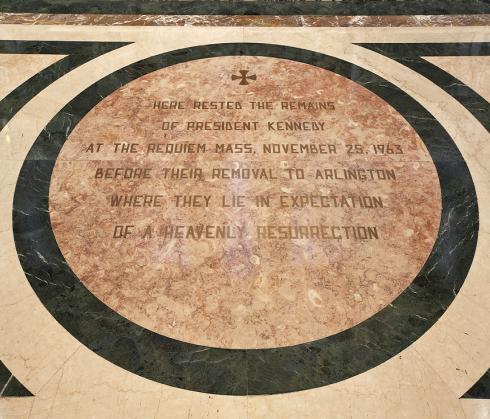 HERE RESTED THE REMAINS
OF PRESIDENT KENNEDY
AT THE REQUIEM MASS, NOVEMBER 25, 1963
BEFORE THEIR REMOVAL TO ARLINGTON
WHERE THEY LIE IN EXPECTATION
OF A HEAVENLY RESURRECTION